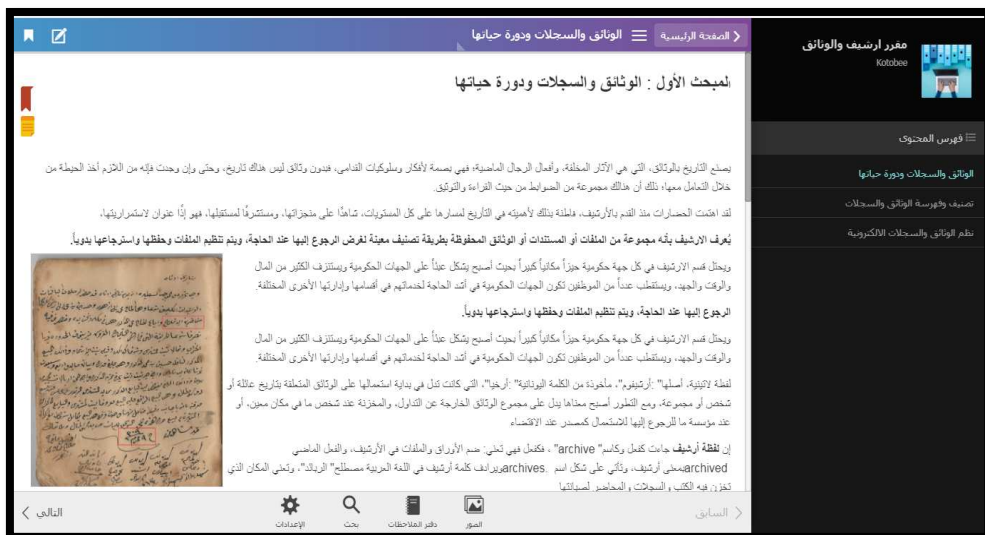 مقرر ارشيف والوثائق
Kotobee
فهرس المحتوى
الوثائق والسجلات ودورة حياتها
تصنيف وفهرسة الوثائق والسجلات
نظم الوثائق والسجلات الالكترونية
الصفحة الرئيسية
الوثائق والسجلات ودورة حياتها
المبحث الأول : الوثائق والسجلات ودورة حياتها
يصنع التاريخ بالوثائق، التي هي الآثار المخلفة، وأفعال الرجال الماضية؛ فهي بصمة لأفكار وسلوكيات القدامى، فبدون وثائق ليس هناك تاريخ، وحتى وإن وجدت فإنه من اللازم أخذ الحيطة من
خلال التعامل معها؛ ذلك أن هنالك مجموعة من الضوابط من حيث القراءة والتوثيق.
لقد اهتمت الحضارات منذ القدم بالأرشيف، فاطنة بذلك لأهميته في التأريخ لمسارها على كل المستويات، شاهدًا على منجزاتها، ومستشرفًا لمستقبلها، فهو إذًا عنوان لاستمراريتها،
يُعرف الارشيف بأنه مجموعة من الملفات أو المستندات أو الوثائق المحفوظة بطريقة تصنيف معينة لغرض الرجوع إليها عند الحاجة، ويتم تنظيم الملفات وحفظها واسترجاعها يدوياً.
ويحتل قسم الارشيف في كل جهة حكومية حيزاً مكانياً كبيراً بحيث أصبح يشكل عبئاً على الجهات الحكومية ويستنزف الكثير من المال
والوقت والجهد، ويستقطب عدداً من الموظفين تكون الجهات الحكومية في أشد الحاجة لخدماتهم في أقسامها وإداراتها الأخرى المختلفة.
الرجوع إليها عند الحاجة، ويتم تنظيم الملفات وحفظها واسترجاعها يدوياً.
ويحتل قسم الارشيف في كل جهة حكومية حيزاً مكانياً كبيراً بحيث أصبح يشكل عبئاً على الجهات الحكومية ويستنزف الكثير من المال
والوقت والجهد، ويستقطب عدداً من الموظفين تكون الجهات الحكومية في أشد الحاجة لخدماتهم في أقسامها وإداراتها الأخرى المختلفة.
لفظة لاتينية، أصلها" :أرشيفوم"، مأخوذة من الكلمة اليونانية" :أرخيا"، التي كانت تدل في بداية استعمالها على الوثائق المتعلقة بتاريخ عائلة أو
شخص أو مجموعة، ومع التطور أصبح معناها يدل على مجموع الوثائق الخارجة عن التداول، والمخزنة عند شخص ما في مكان معين، أو
عند مؤسسة ما للرجوع إليها للاستعمال كمصدر عند الاقتضاء
إن لفظة أرشيف جاءت كفعل وكاسم" archive" ، فكفعل فهي تعني: ضم الأوراق والملفات في الأرشيف، والفعل الماضي
archivedبمعنى أرشيف، وتأتي على شكل اسم .archivesويرادف كلمة أرشيف في اللغة العربية مصطلح" الربائد"، وتعني المكان الذي
تخزن فيه الكتب والسجلات والمحاضر لصيانتها
السابق
الصور
دفتر الملاحظات
بحث
الإعدادات
التالي